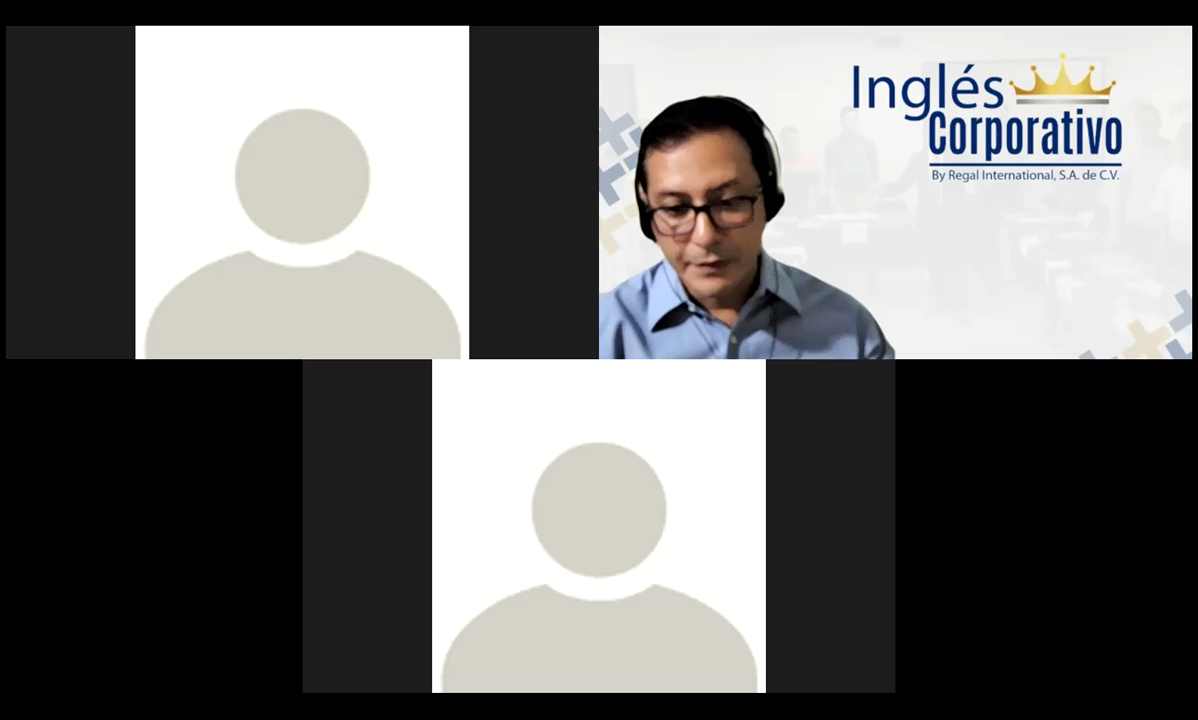 Inglés
Corporativo
By Regal International, S.A. de C.V.